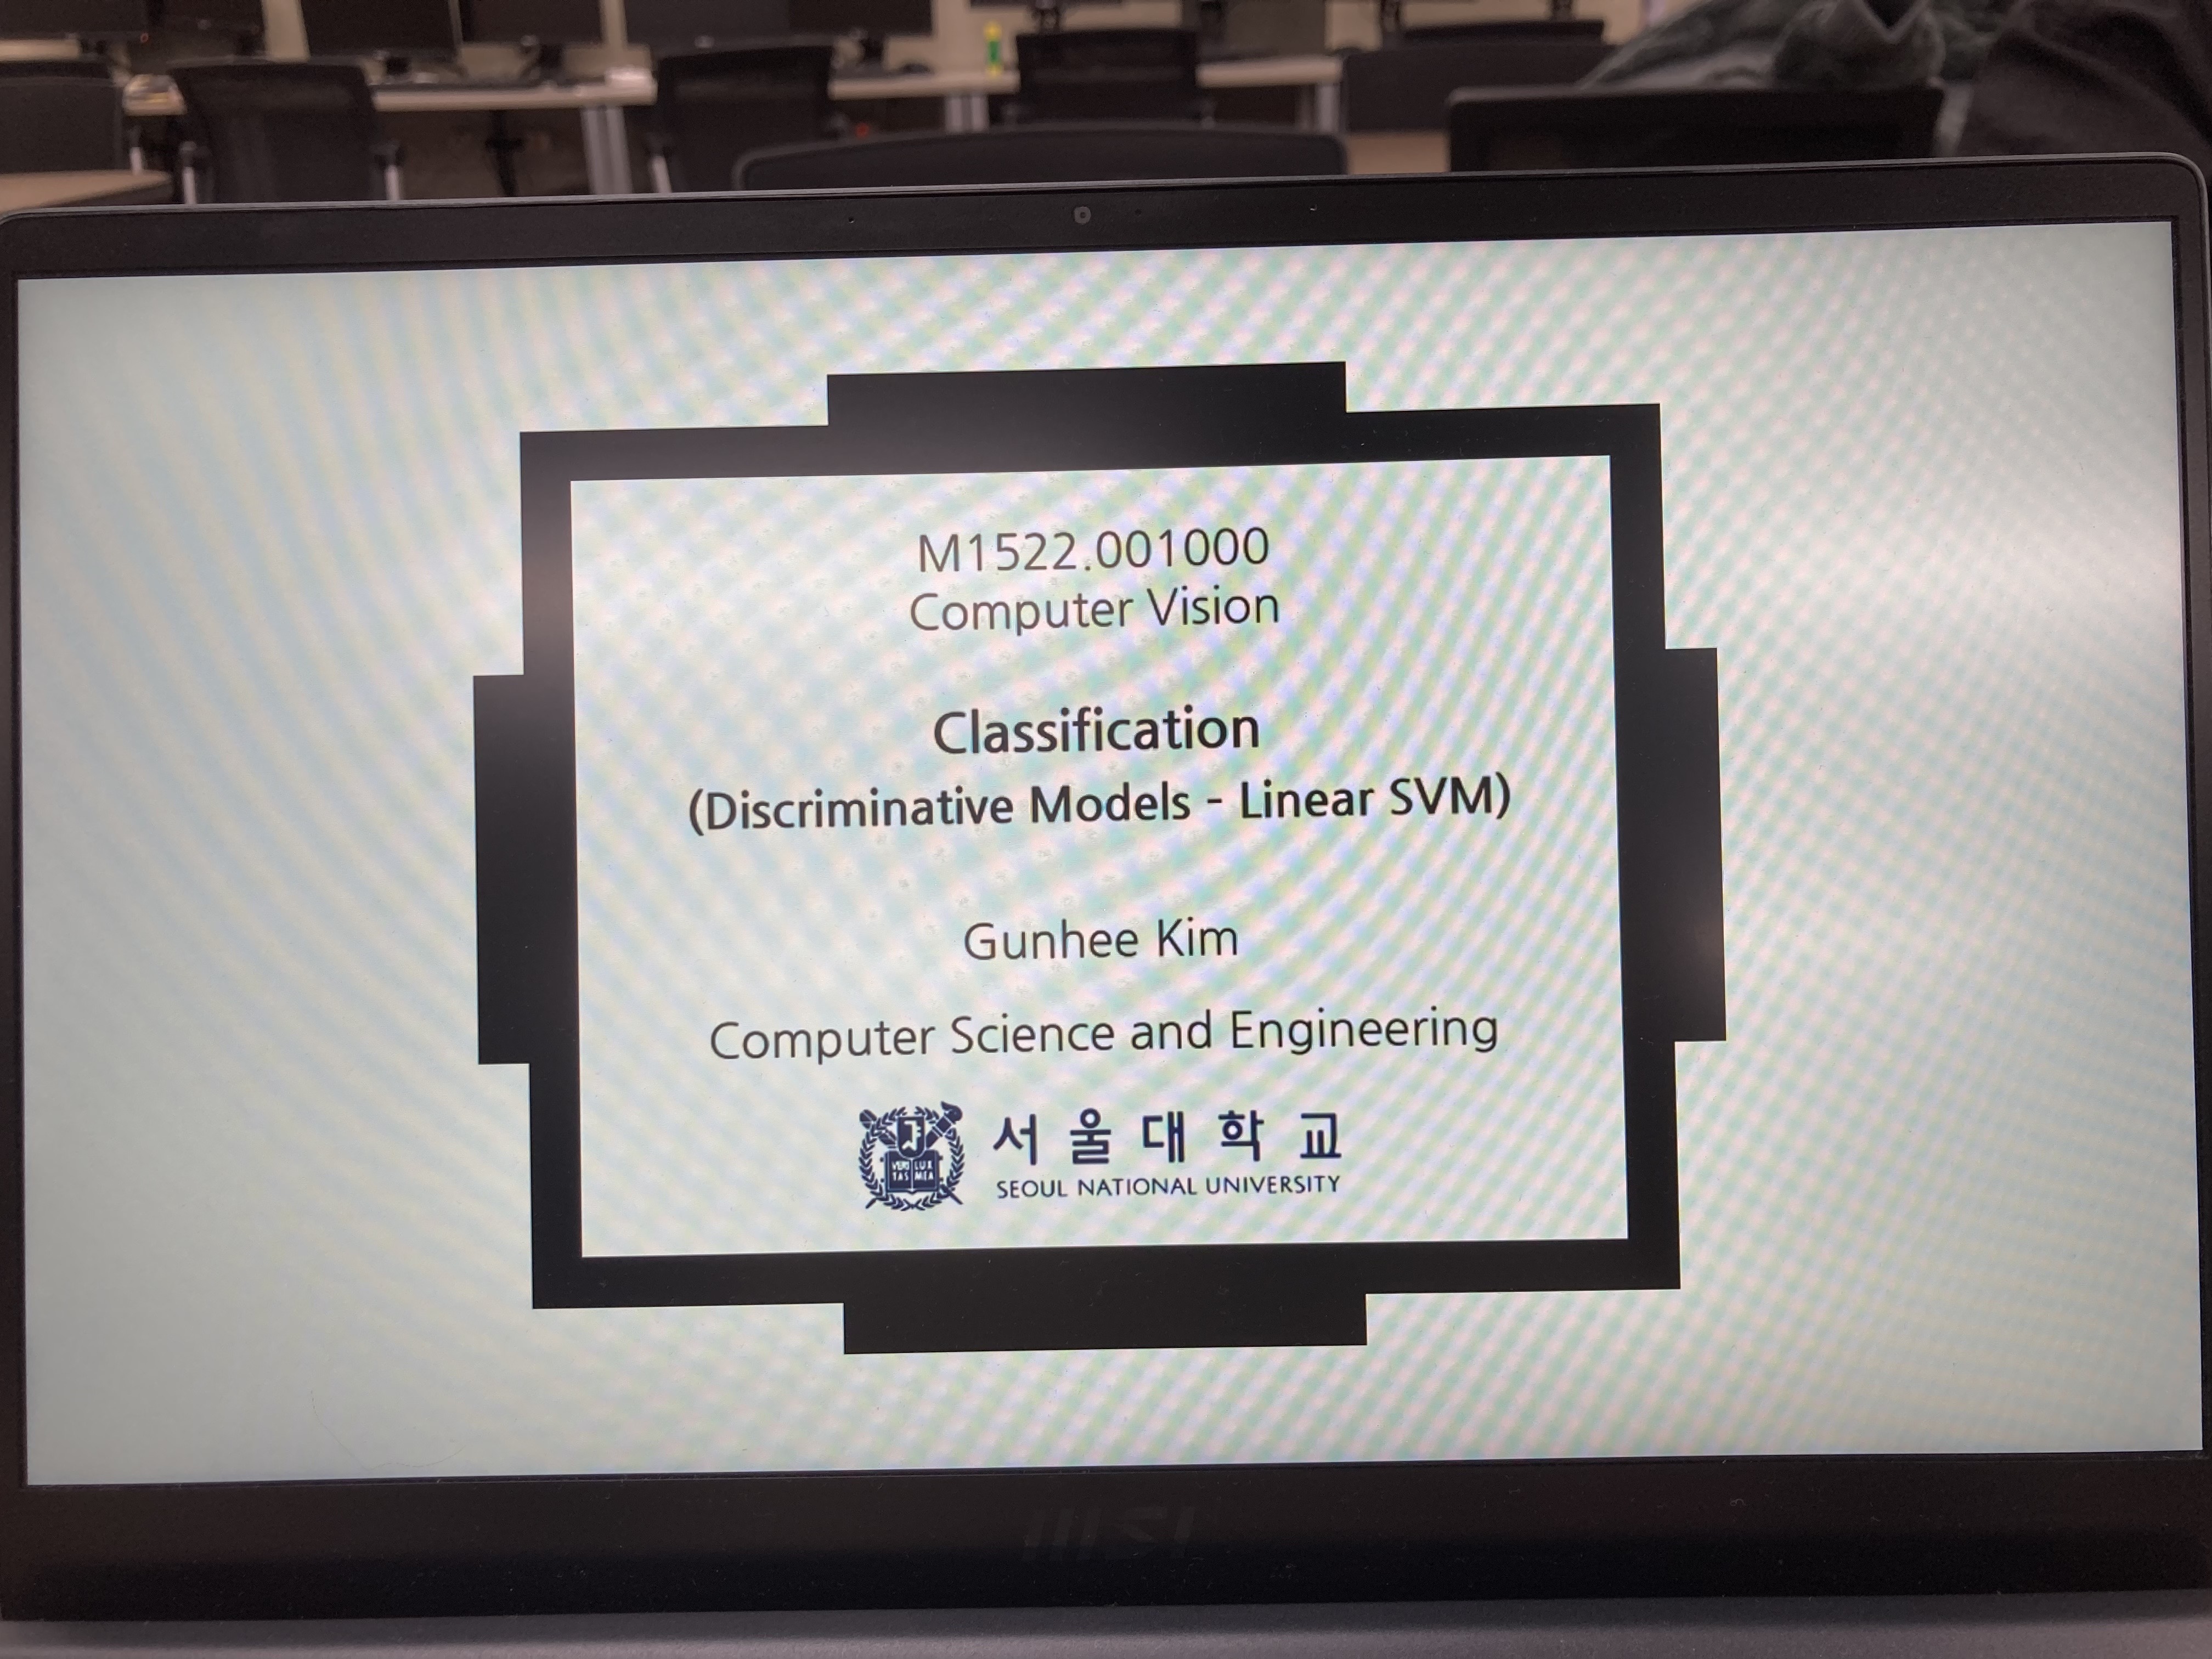 M1522.001000
Computer Vision
Classification
(Discriminative Models - Linear SVM)
Gunhee Kim
Computer Science and Engineering
VERI LUX
TAS MEA
서울대학교
SEOUL NATIONAL UNIVERSITY
msi